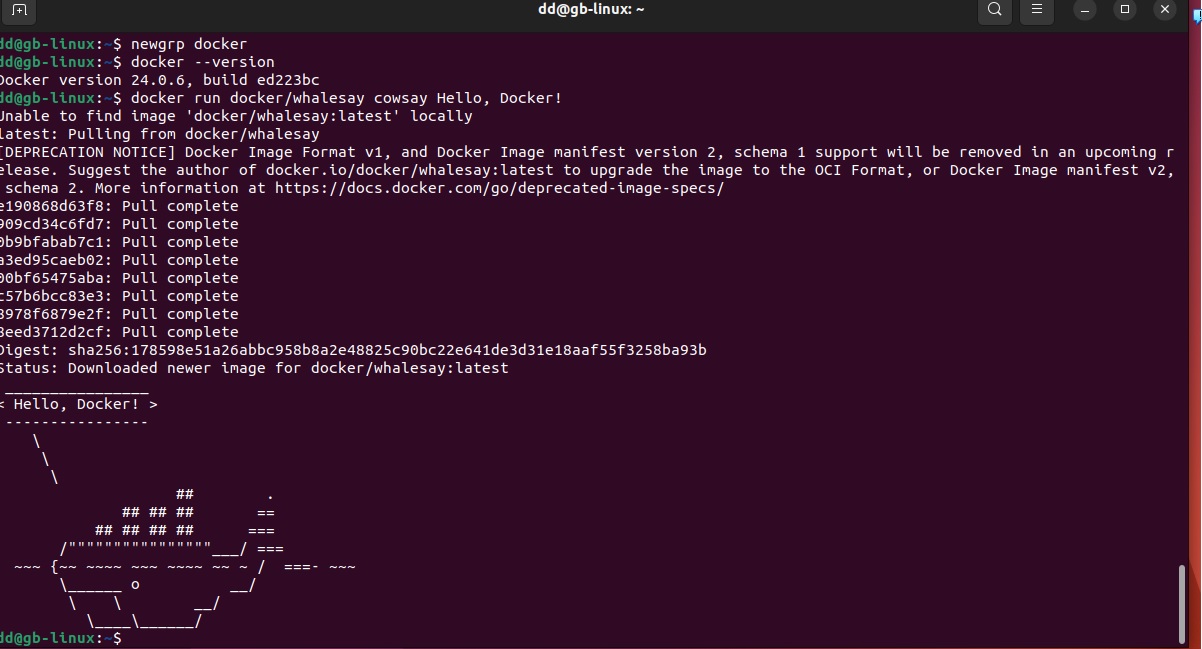 dd@gb-linux: ~
dd@gb-linux:~$ newgrp docker
dd@gb-linux:~$ docker --version
Docker version 24.0.6, build ed223bc
dd@gb-linux:~$ docker run docker/whalesay cowsay Hello, Docker!
Unable to find image 'docker/whalesay:latest' locally
latest: Pulling from docker/whalesay
[DEPRECATION NOTICE] Docker Image Format v1, and Docker Image manifest version 2, schema 1 support will be removed in an upcoming r
elease. Suggest the author of docker.io/docker/whalesay:latest to upgrade the image to the OCI Format, or Docker Image manifest v2,
 schema 2. More information at https://docs.docker.com/go/deprecated-image-specs/
e190868d63f8: Pull complete
909cd34c6fd7: Pull complete
0b9bfabab7c1: Pull complete
a3ed95caeb02: Pull complete
00bf65475aba: Pull complete
c57b6bcc83e3: Pull complete
8978f6879e2f: Pull complete
8eed3712d2cf: Pull complete
Digest: sha256:178598e51a26abbc958b8a2e48825c90bc22e641de3d31e18aaf55f3258ba93b
Status: Downloaded newer image for docker/whalesay:latest
 ________________
< Hello, Docker! >
 ----------------
    \
     \
      \
                    ##        .
              ## ## ##       ==
           ## ## ## ##      ===
       /""""""""""""""""___/ ===
  ~~~ {~~ ~~~~ ~~~ ~~~~ ~~ ~ /  ===- ~~~
       \______ o          __/
        \    \        __/
          \____\______/
dd@gb-linux:~$